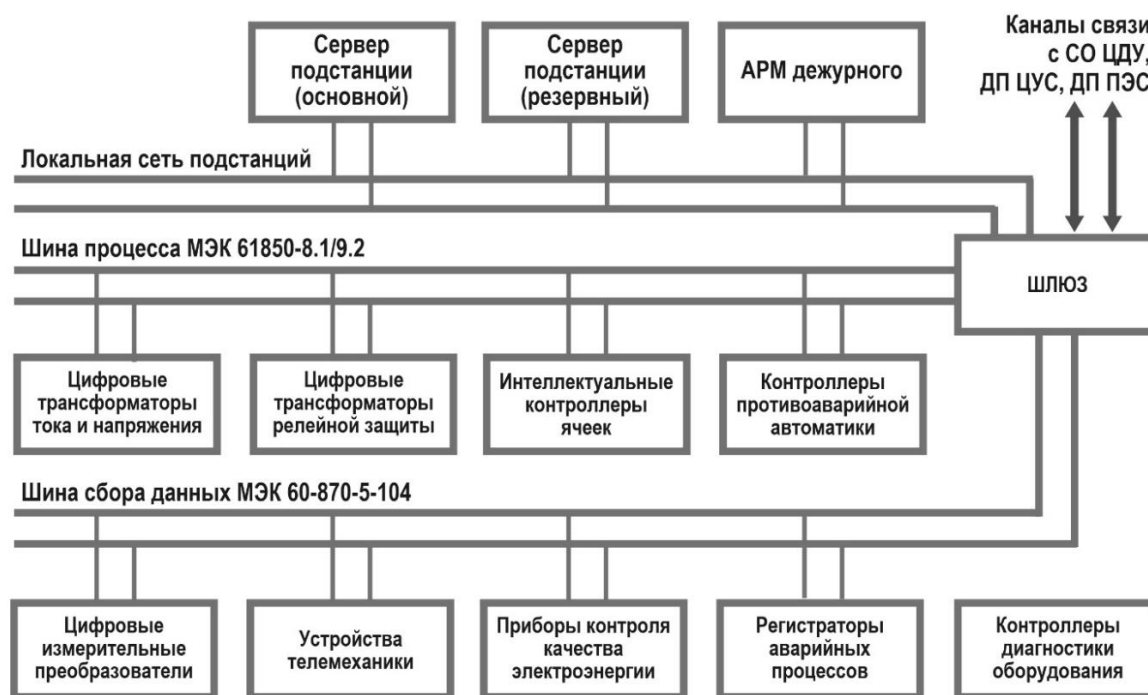 Сервер
подстанции
(основной)
Сервер
подстанции
(резервный)
АРМ дежурного
Каналы связи
с СО ЦДУ,
ДП ЦУС, ДП ПЭС
Локальная сеть подстанций
Шина процесса МЭК 61850-8.1/9.2
ШЛЮЗ
Цифровые
трансформаторы
тока и напряжения
Цифровые
трансформаторы
релейной защиты
Интеллектуальные
контроллеры
ячеек
Контроллеры
противоаварийной
автоматики
Шина сбора данных МЭК 60-870-5-104
Цифровые
измерительные
преобразователи
Устройства
телемеханики
Приборы контроля
качества
электроэнергии
Регистраторы
аварийных
процессов
Контроллеры
диагностики
оборудования